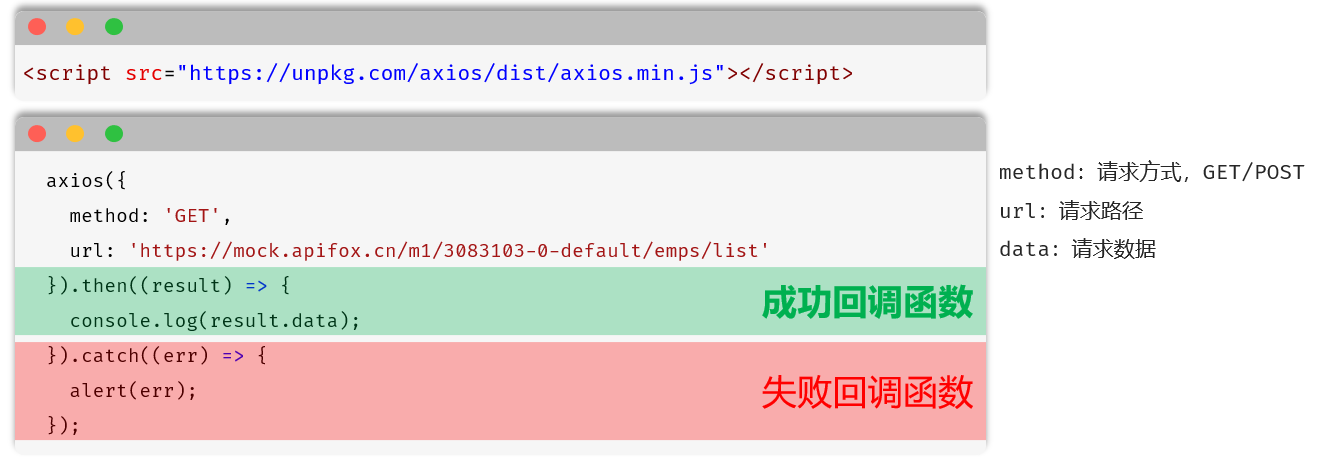 <script src="https://unpkg.com/axios/dist/axios.min.js"></script>
axios({
method: 'GET',
url: 'https://mock.apifox.cn/m1/3083103-0-default/emps/list'
}).then((result) => {
console.log(result.data);
}).catch((err) => {
alert(err);
});
成功回调函数
失败回调函数
method：请求方式，GET/POST
url：请求路径
data：请求数据